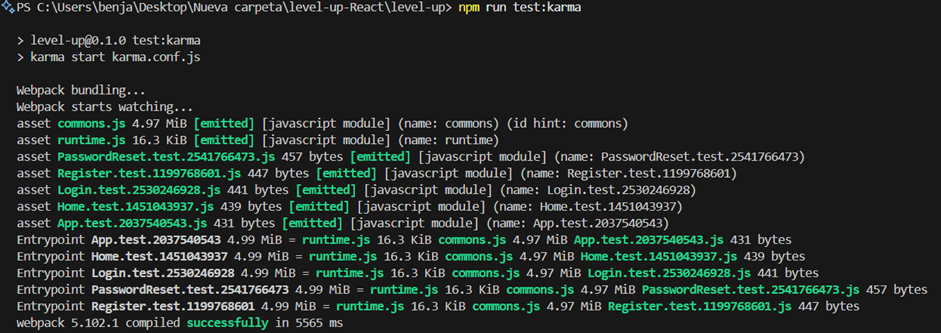 PS C:\Users\benja\Desktop\Nueva carpeta\level-up-React\level-up> npm run test:karma
> level-up@0.1.0 test:karma
> karma start karma.conf.js
Webpack bundling...
Webpack starts watching...
asset commons.js 4.97 MiB [emitted] [javascript module] (name: commons) (id hint: commons)
asset runtime.js 16.3 KiB [emitted] [javascript module] (name: runtime)
asset PasswordReset.test.2541766473.js 457 bytes [emitted] [javascript module] (name: PasswordReset.test.2541766473)
asset Register.test.1199768601.js 447 bytes [emitted] [javascript module] (name: Register.test.1199768601)
asset Login.test.2530246928.js 441 bytes [emitted] [javascript module] (name: Login.test.2530246928)
asset Home.test.1451043937.js 439 bytes [emitted] [javascript module] (name: Home.test.1451043937)
asset App.test.2037540543.js 431 bytes [emitted] [javascript module] (name: App.test.2037540543)
Entrypoint App.test.2037540543 4.99 MiB = runtime.js 16.3 KiB commons.js 4.97 MiB App.test.2037540543.js 431 bytes
Entrypoint Home.test.1451043937 4.99 MiB = runtime.js 16.3 KiB commons.js 4.97 MiB Home.test.1451043937.js 439 bytes
Entrypoint Login.test.2530246928 4.99 MiB = runtime.js 16.3 KiB commons.js 4.97 MiB Login.test.2530246928.js 441 bytes
Entrypoint PasswordReset.test.2541766473 4.99 MiB = runtime.js 16.3 KiB commons.js 4.97 MiB PasswordReset.test.2541766473.js 457 bytes
Entrypoint Register.test.1199768601 4.99 MiB = runtime.js 16.3 KiB commons.js 4.97 MiB Register.test.1199768601.js 447 bytes
webpack 5.102.1 compiled successfully in 5565 ms